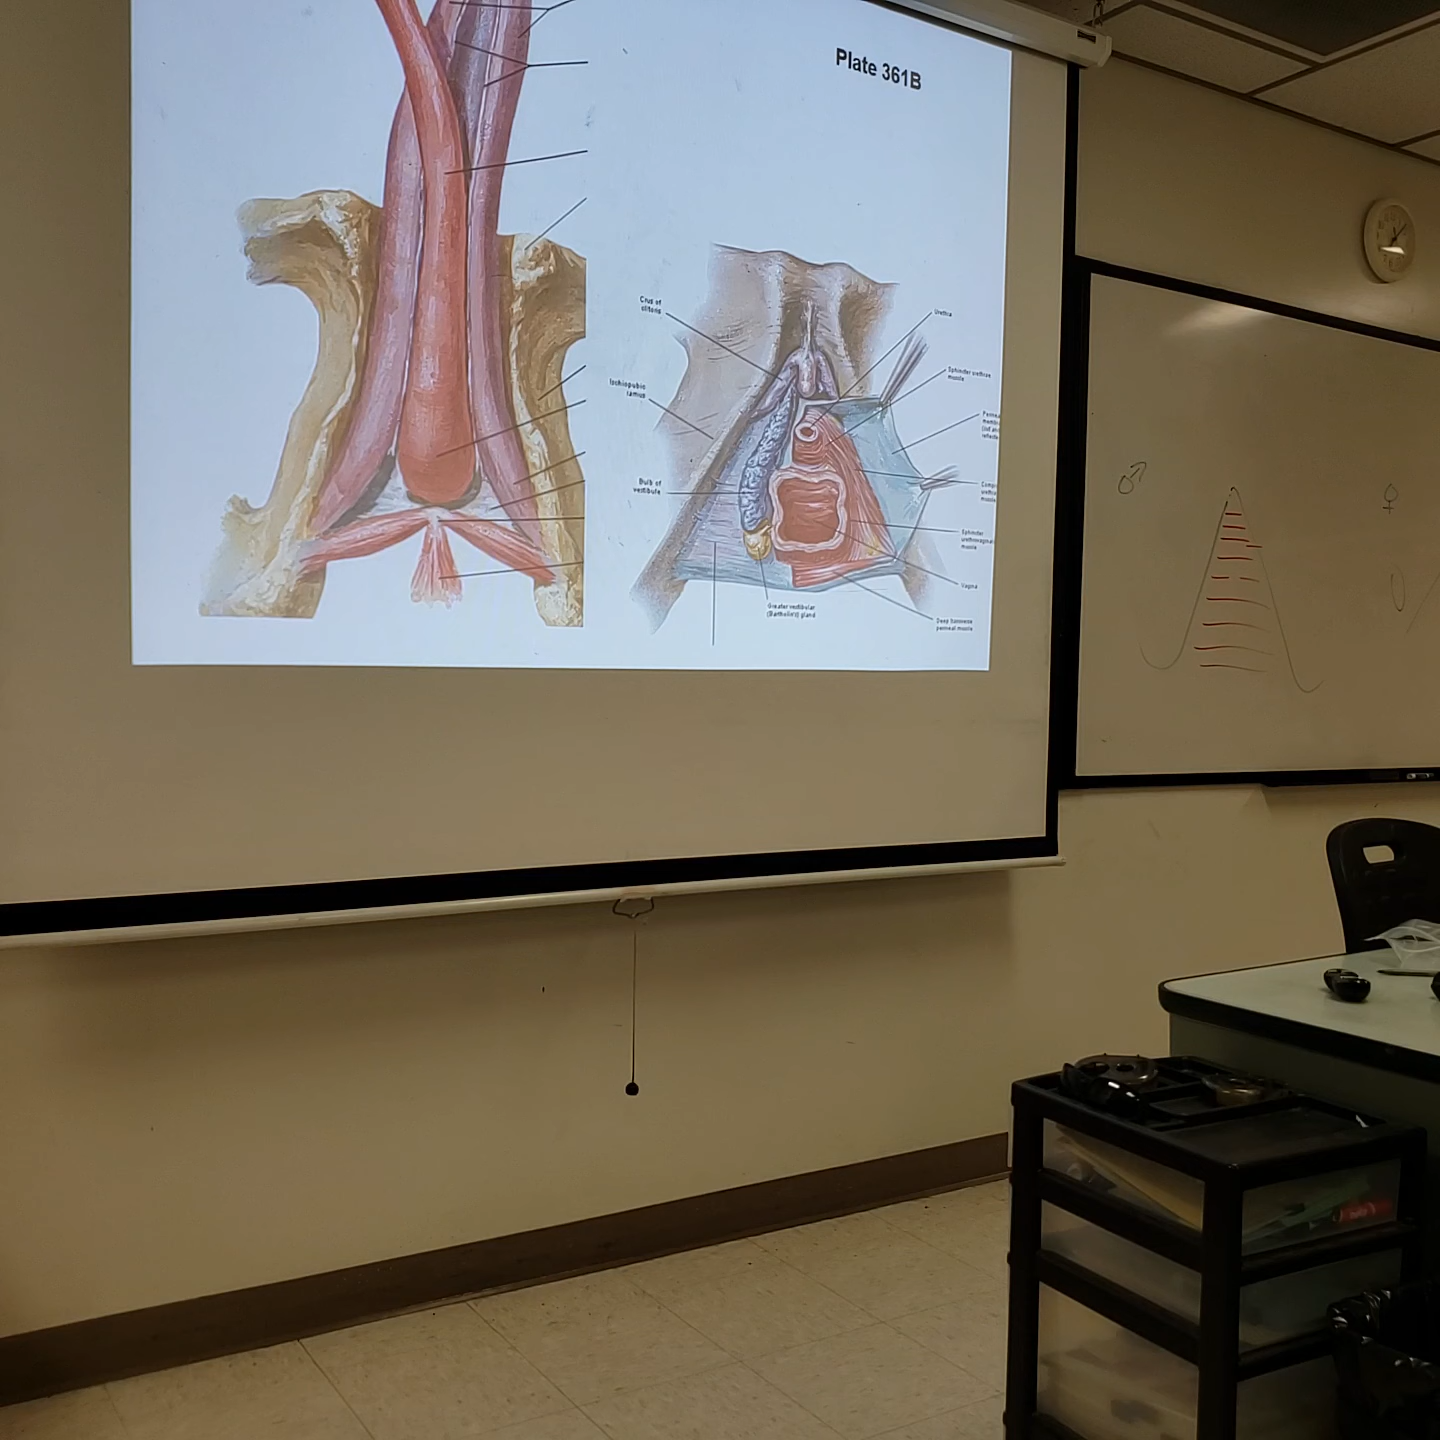 Plate 361B
Crus of
clitoris
Urethra
Ischiopubic
ramus
Sphincter urethrae
muscle
Bulb of
vestibule
Sphincter
muscle
Vagina
Greater vestibular
(Bartholin's) gland
Deep transverse
perineal muscle
♂
♀